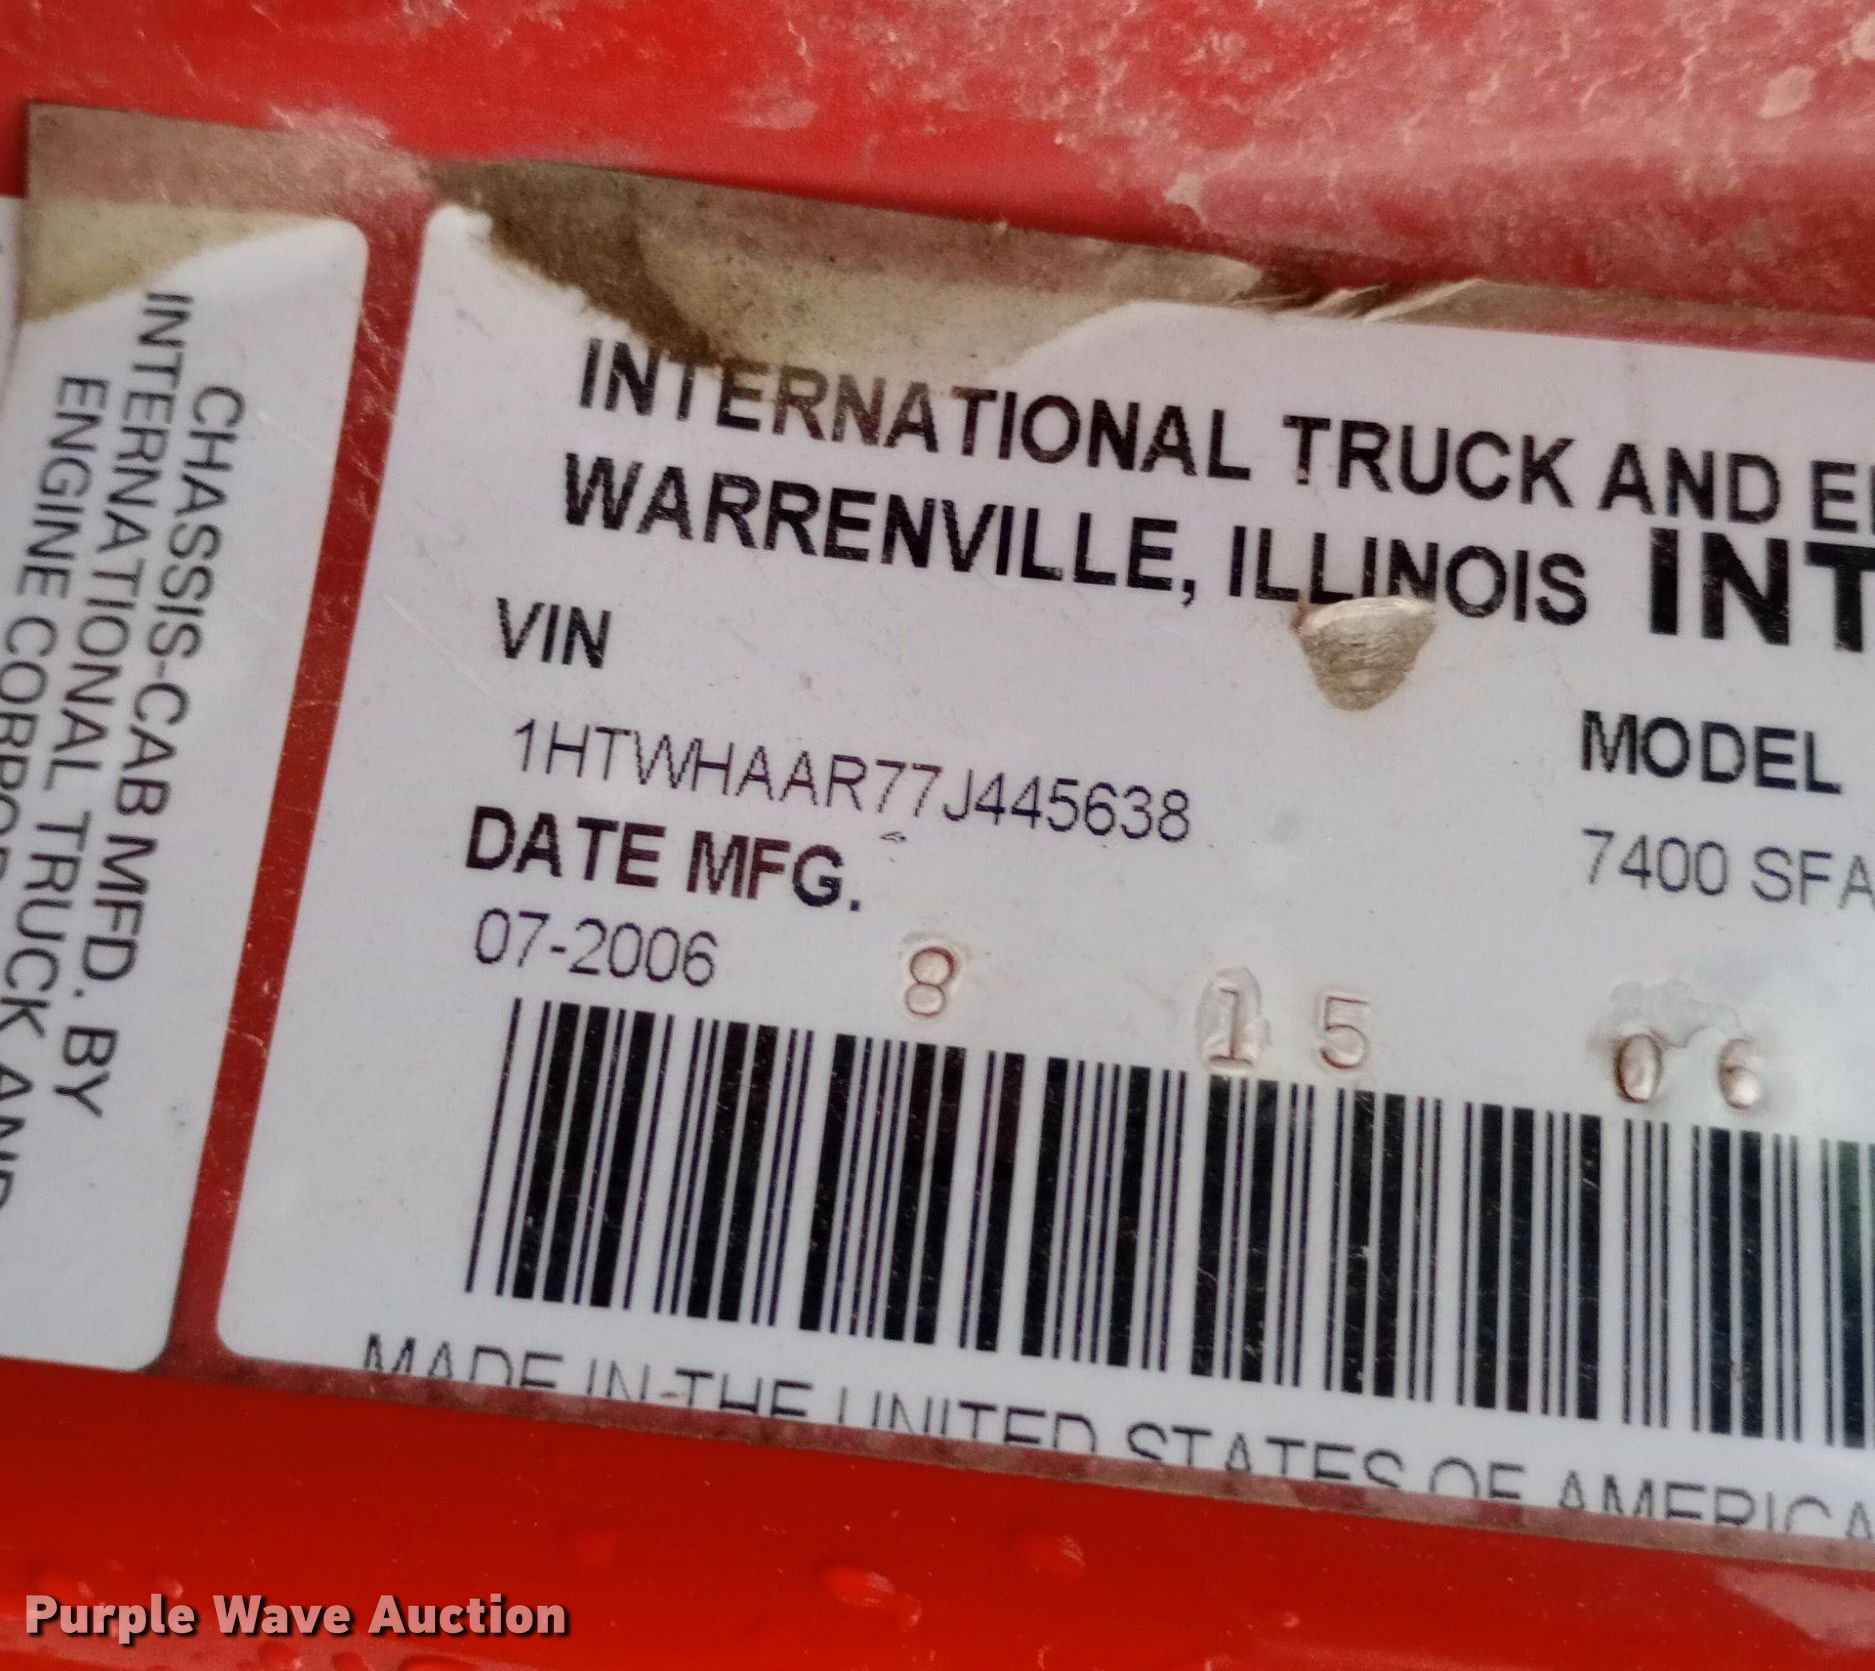 CHASSIS-CAB MFD. BY
INTERNATIONAL TRUCK AND
ENGINE
INTERNATIONAL TRUCK AND
WARRENVILLE, ILLINOIS INT
VIN
MODEL
1HTWHAAR77J445638
7400 SFA
DATE MFG.
07-2006
8 15 06
MADE IN THE UNITED STATES OF AMERICA
Purple Wave Auction